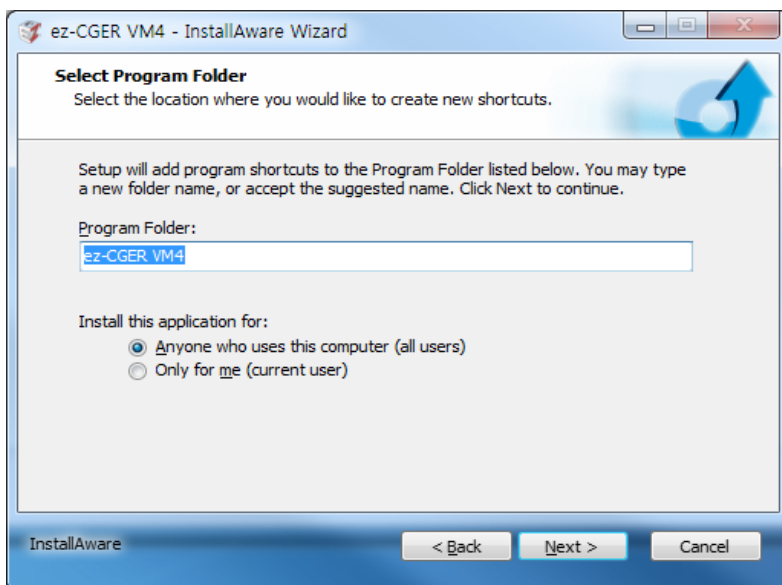 ez-CGER VM4 - InstallAware Wizard
Select Program Folder
Select the location where you would like to create new shortcuts.
Setup will add program shortcuts to the Program Folder listed below. You may type
a new folder name, or accept the suggested name. Click Next to continue.
Program Folder:
ez-CGER VM4
Install this application for:
Anyone who uses this computer (all users)
Only for me (current user)
InstallAware
< Back Next > Cancel